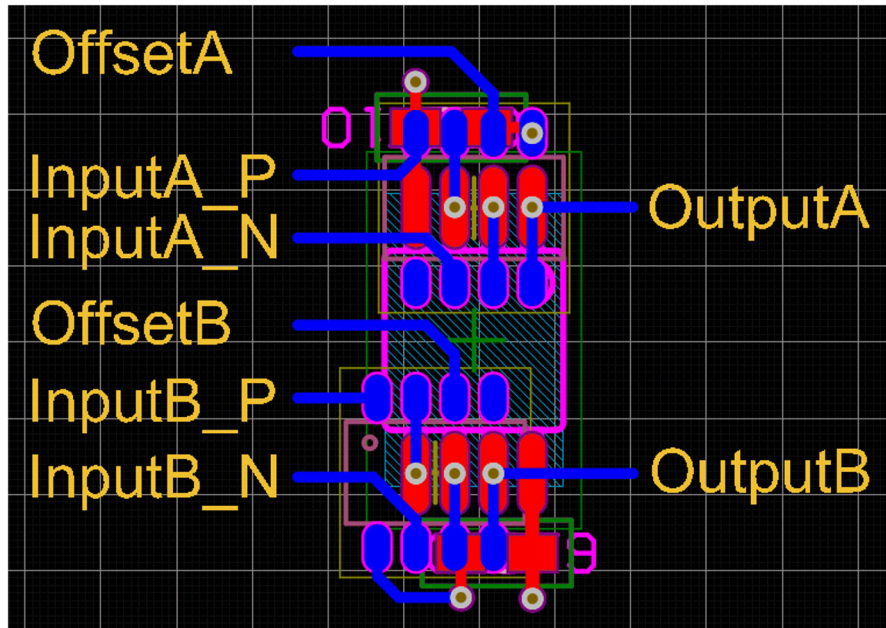 OffsetA
InputA_P
InputA_N
OutputA
OffsetB
InputB_P
InputB_N
OutputB